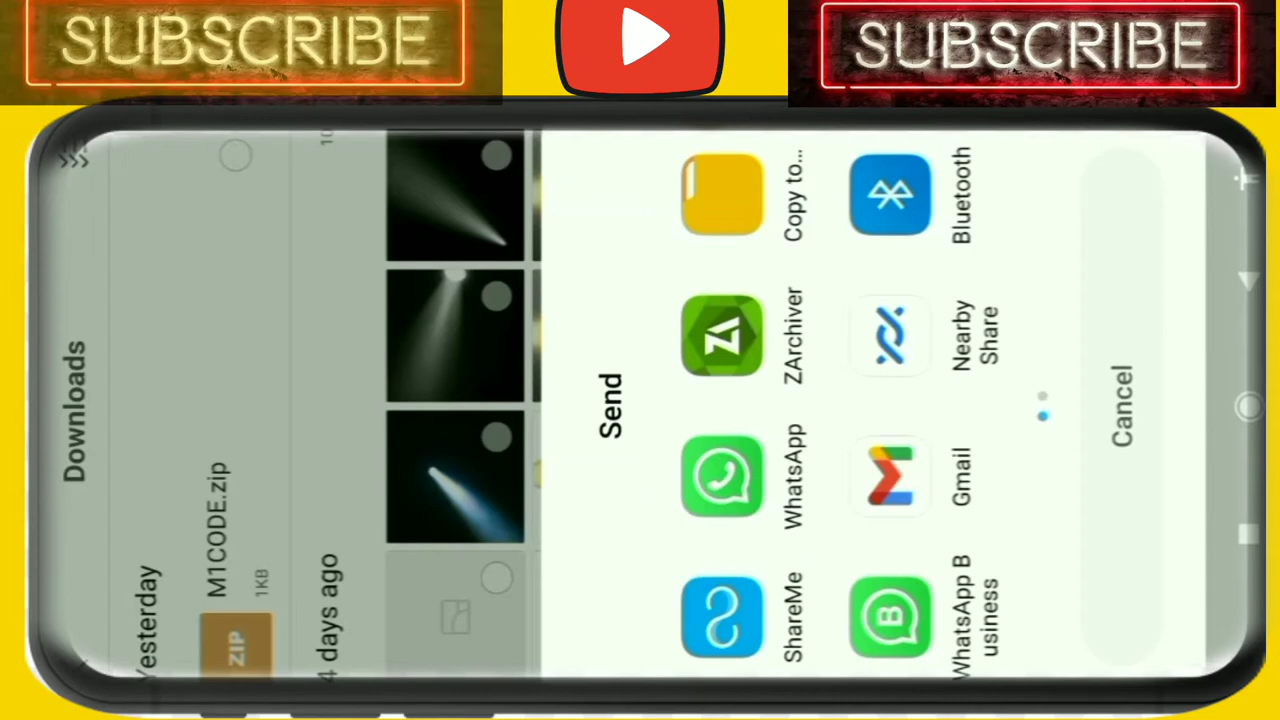 SUBSCRIBE
SUBSCRIBE
Downloads
Yesterday
M1CODE.zip
1KB
ZIP
4 days ago
Send
ShareMe
WhatsApp
ZArchiver
Copy to...
WhatsApp B
usiness
Gmail
Nearby
Share
Bluetooth
Cancel